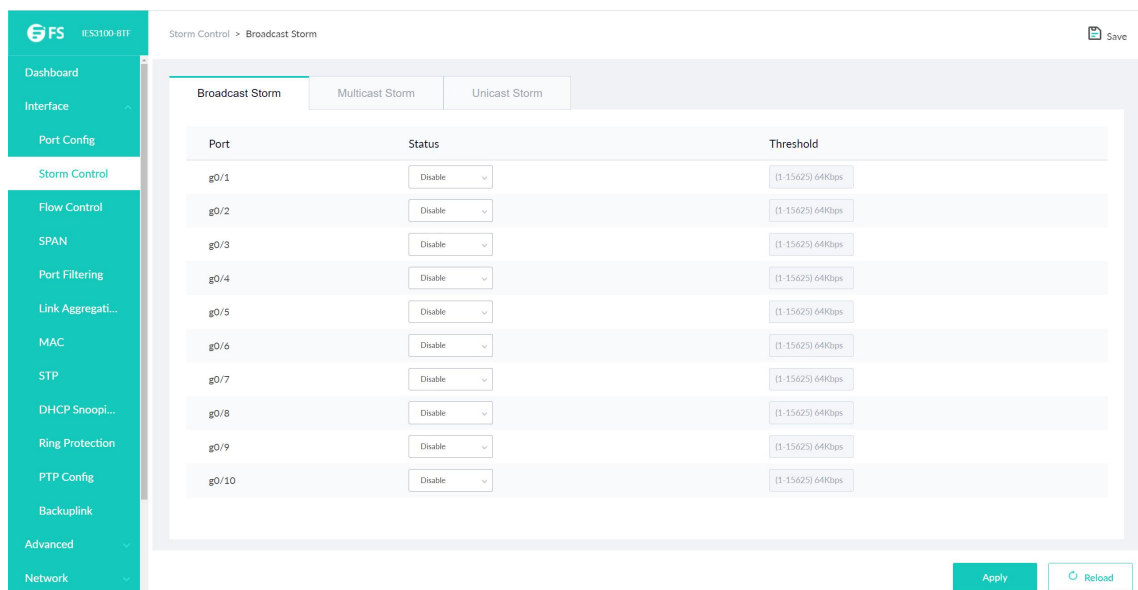 FS IES3100-8TF
Storm Control > Broadcast Storm
Save
Dashboard
Interface
Port Config
Storm Control
Flow Control
SPAN
Port Filtering
Link Aggregati...
MAC
STP
DHCP Snoopi...
Ring Protection
PTP Config
Backuplink
Advanced
Network
Broadcast Storm Multicast Storm Unicast Storm
Port Status Threshold
g0/1 Disable (1-15625) 64Kbps
g0/2 Disable (1-15625) 64Kbps
g0/3 Disable (1-15625) 64Kbps
g0/4 Disable (1-15625) 64Kbps
g0/5 Disable (1-15625) 64Kbps
g0/6 Disable (1-15625) 64Kbps
g0/7 Disable (1-15625) 64Kbps
g0/8 Disable (1-15625) 64Kbps
g0/9 Disable (1-15625) 64Kbps
g0/10 Disable (1-15625) 64Kbps
Apply Reload